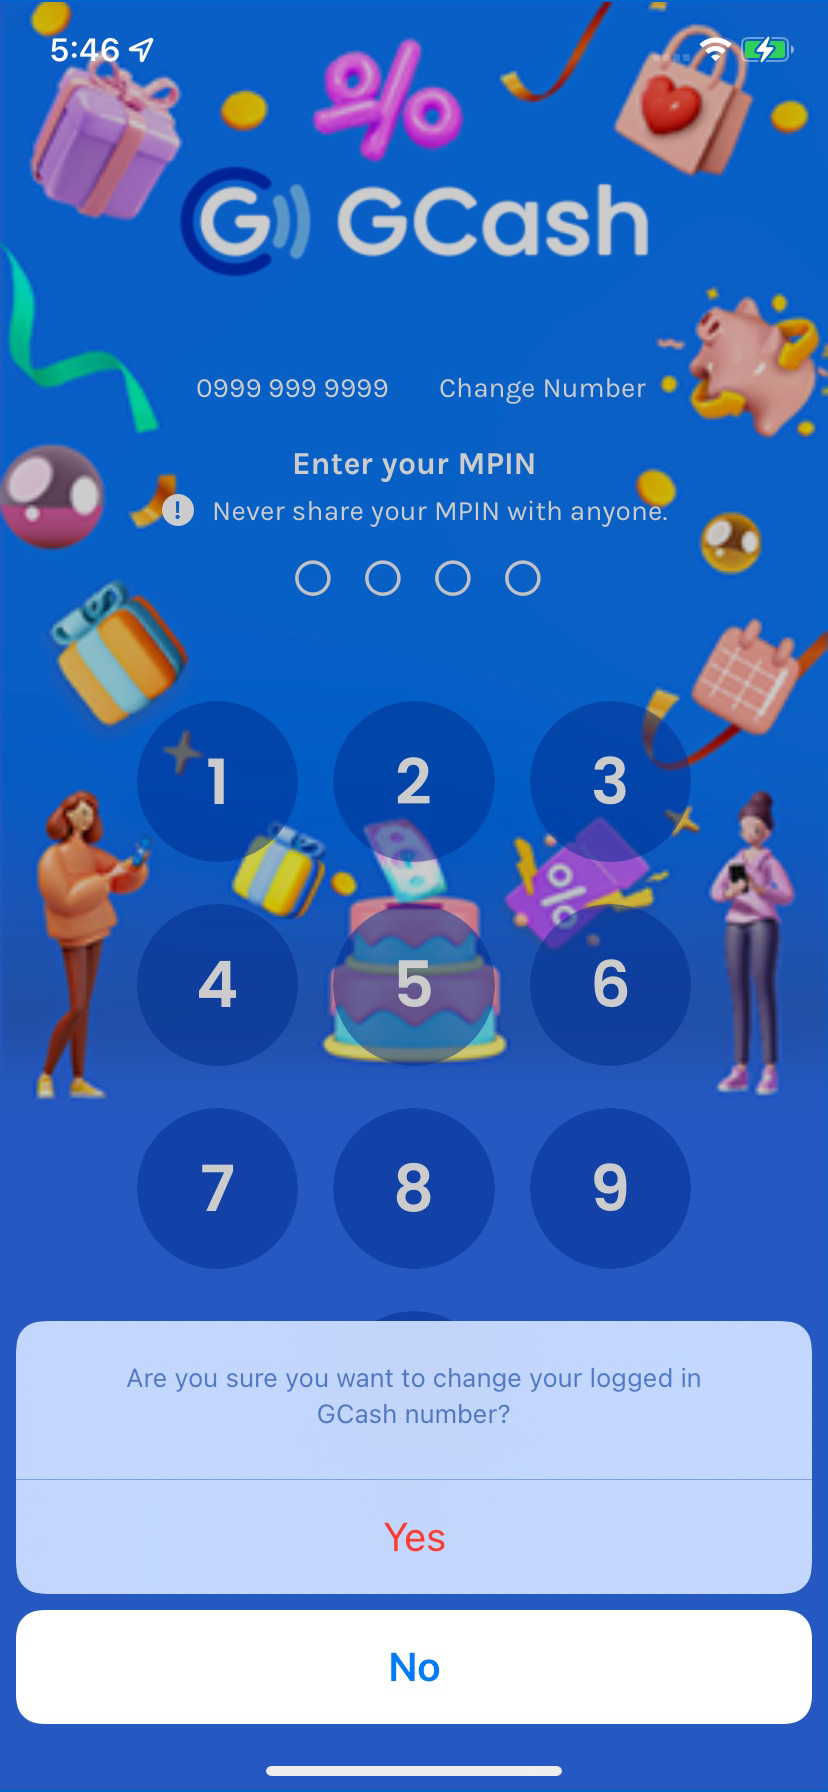 5:46
GCash
0999 999 9999 Change Number
Enter your MPIN
! Never share your MPIN with anyone.
1 2 3
4 5 6
7 8 9
Are you sure you want to change your logged in
GCash number?
Yes
No